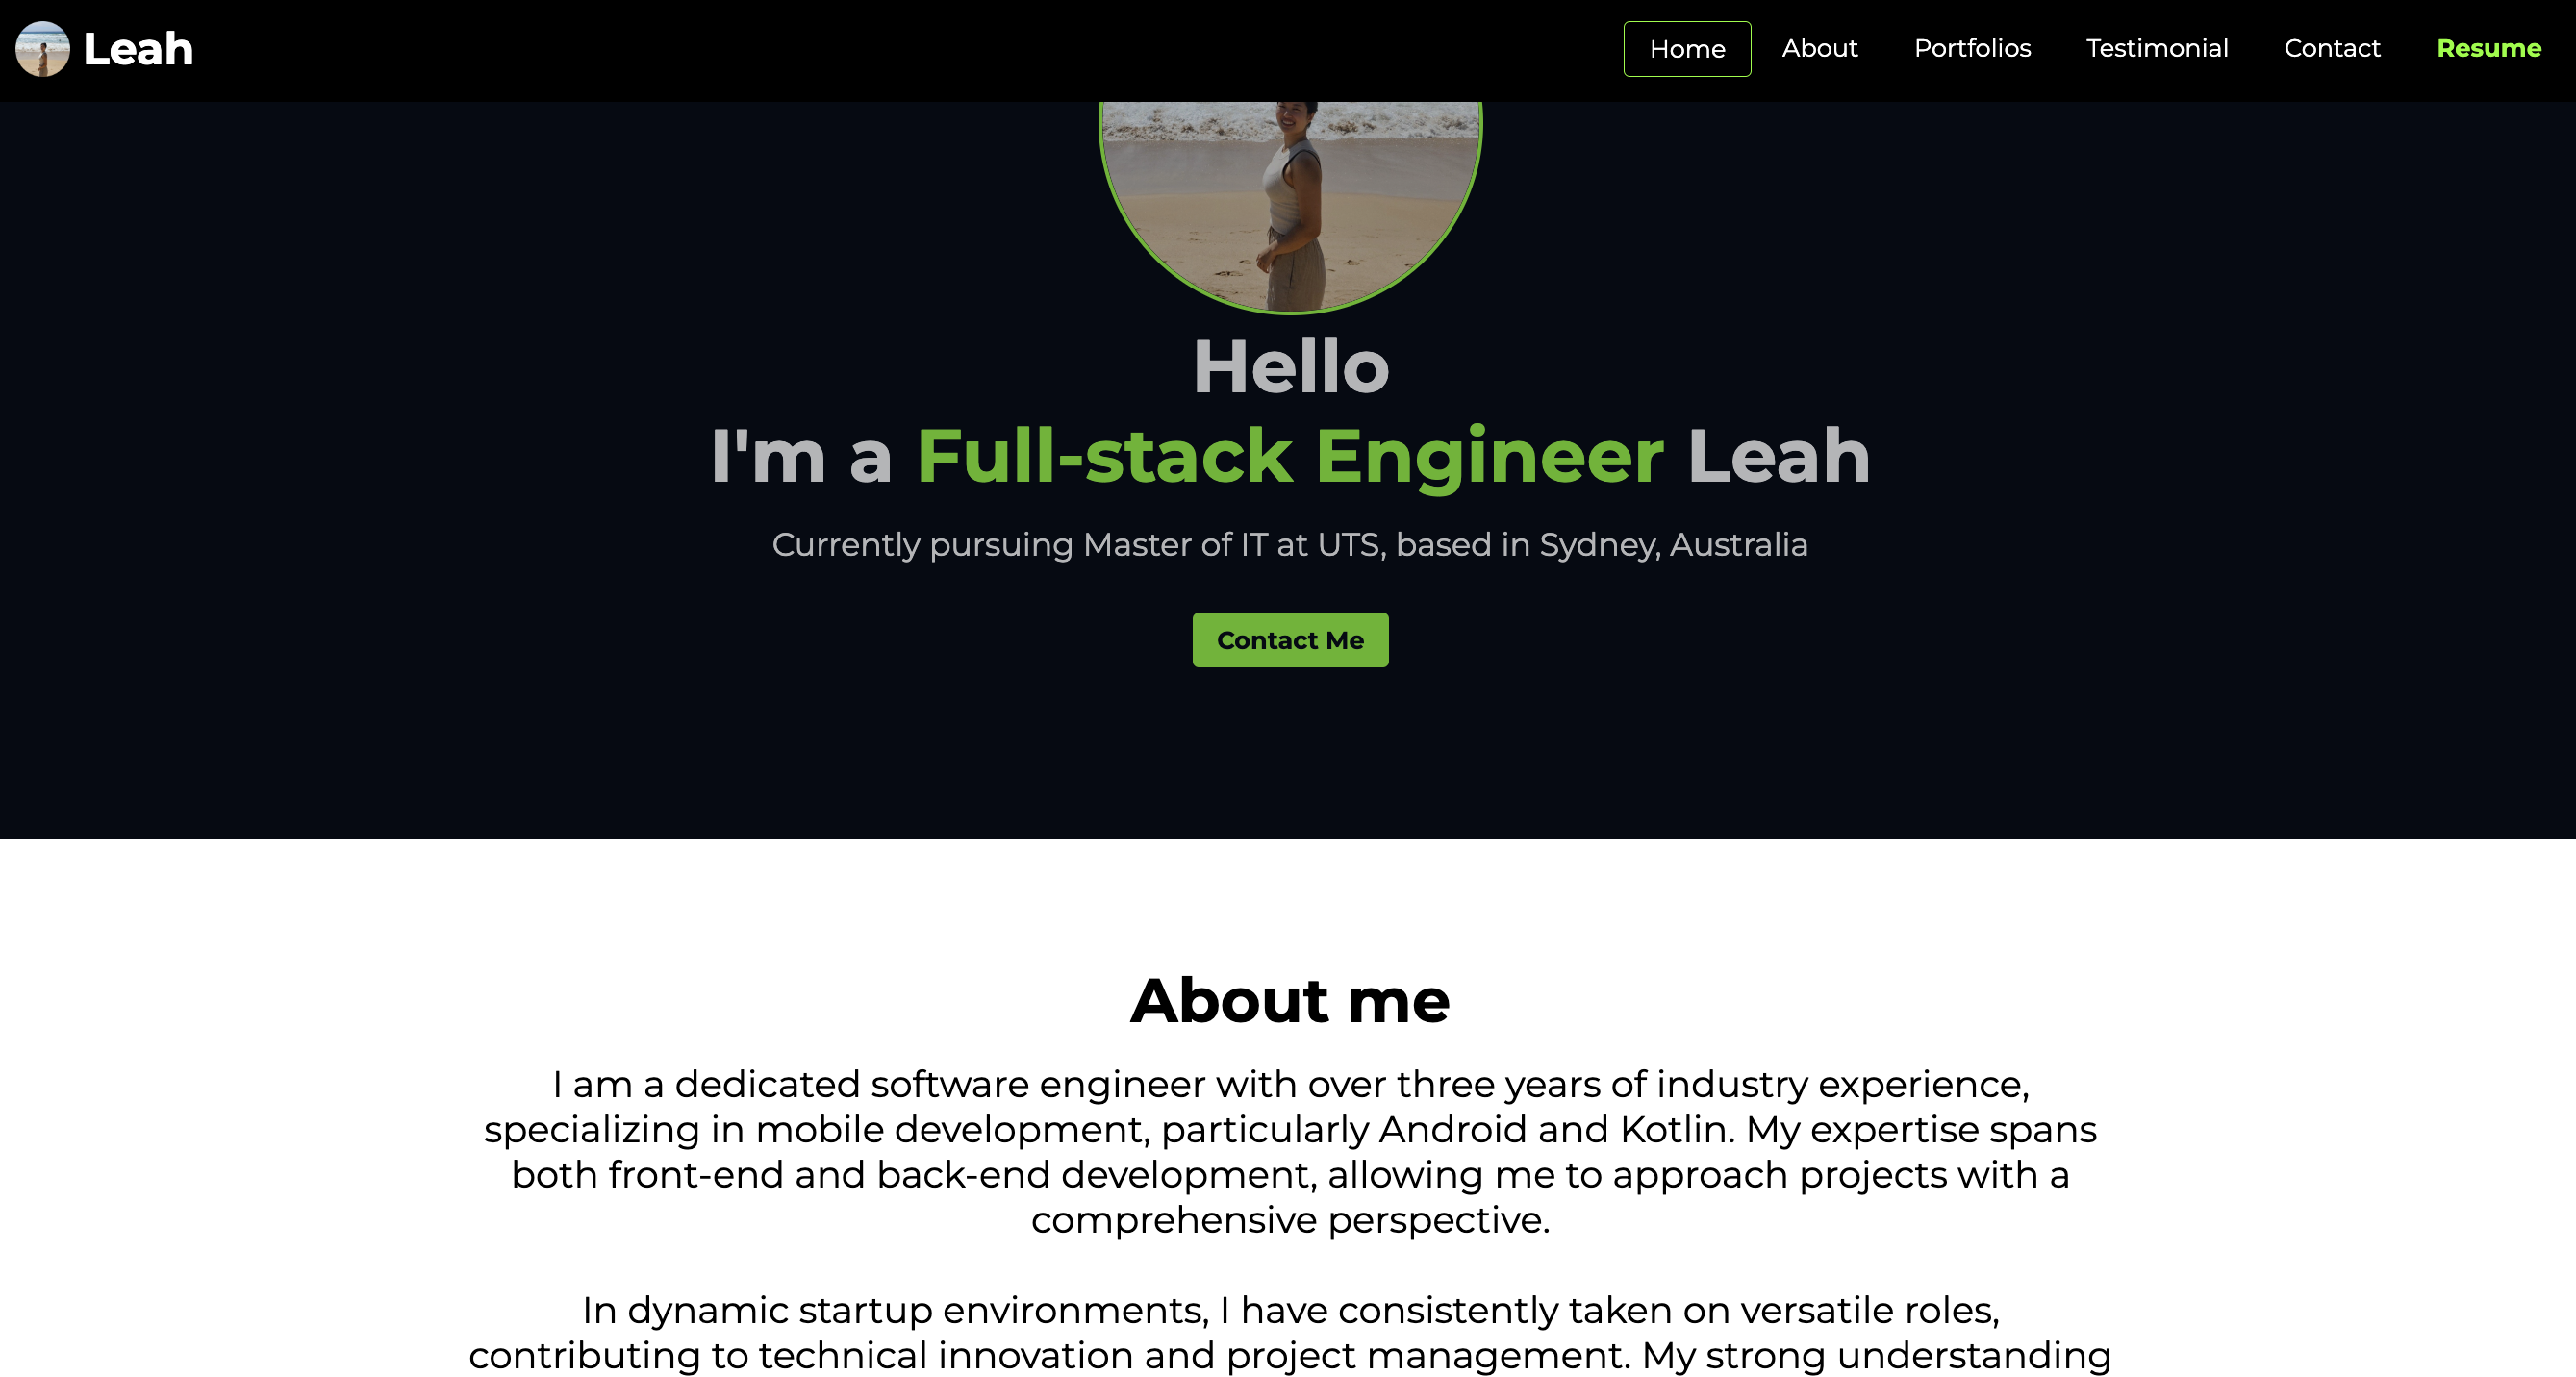 Leah
Home About Portfolios Testimonial Contact Resume
Hello
I'm a Full-stack Engineer Leah
Currently pursuing Master of IT at UTS, based in Sydney, Australia
Contact Me
About me
I am a dedicated software engineer with over three years of industry experience,
specializing in mobile development, particularly Android and Kotlin. My expertise spans
both front-end and back-end development, allowing me to approach projects with a
comprehensive perspective.
In dynamic startup environments, I have consistently taken on versatile roles,
contributing to technical innovation and project management. My strong understanding